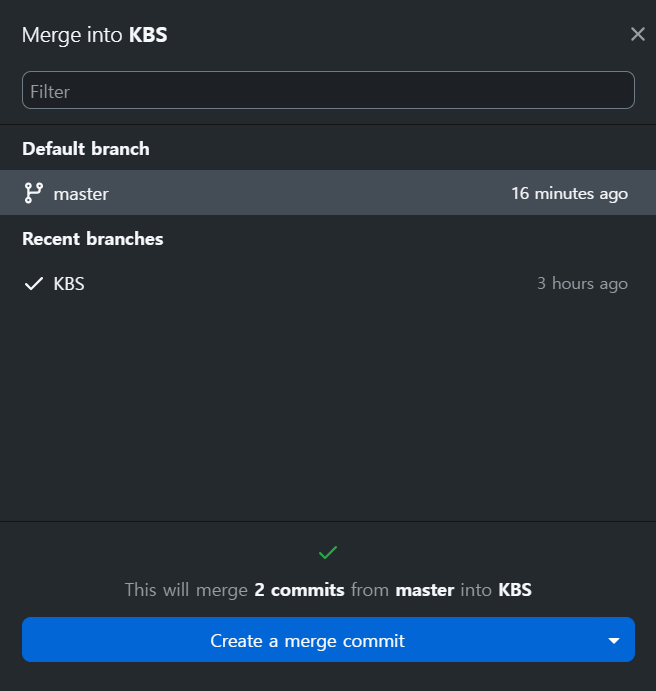 Merge into KBS
Filter
Default branch
master 16 minutes ago
Recent branches
KBS 3 hours ago
This will merge 2 commits from master into KBS
Create a merge commit